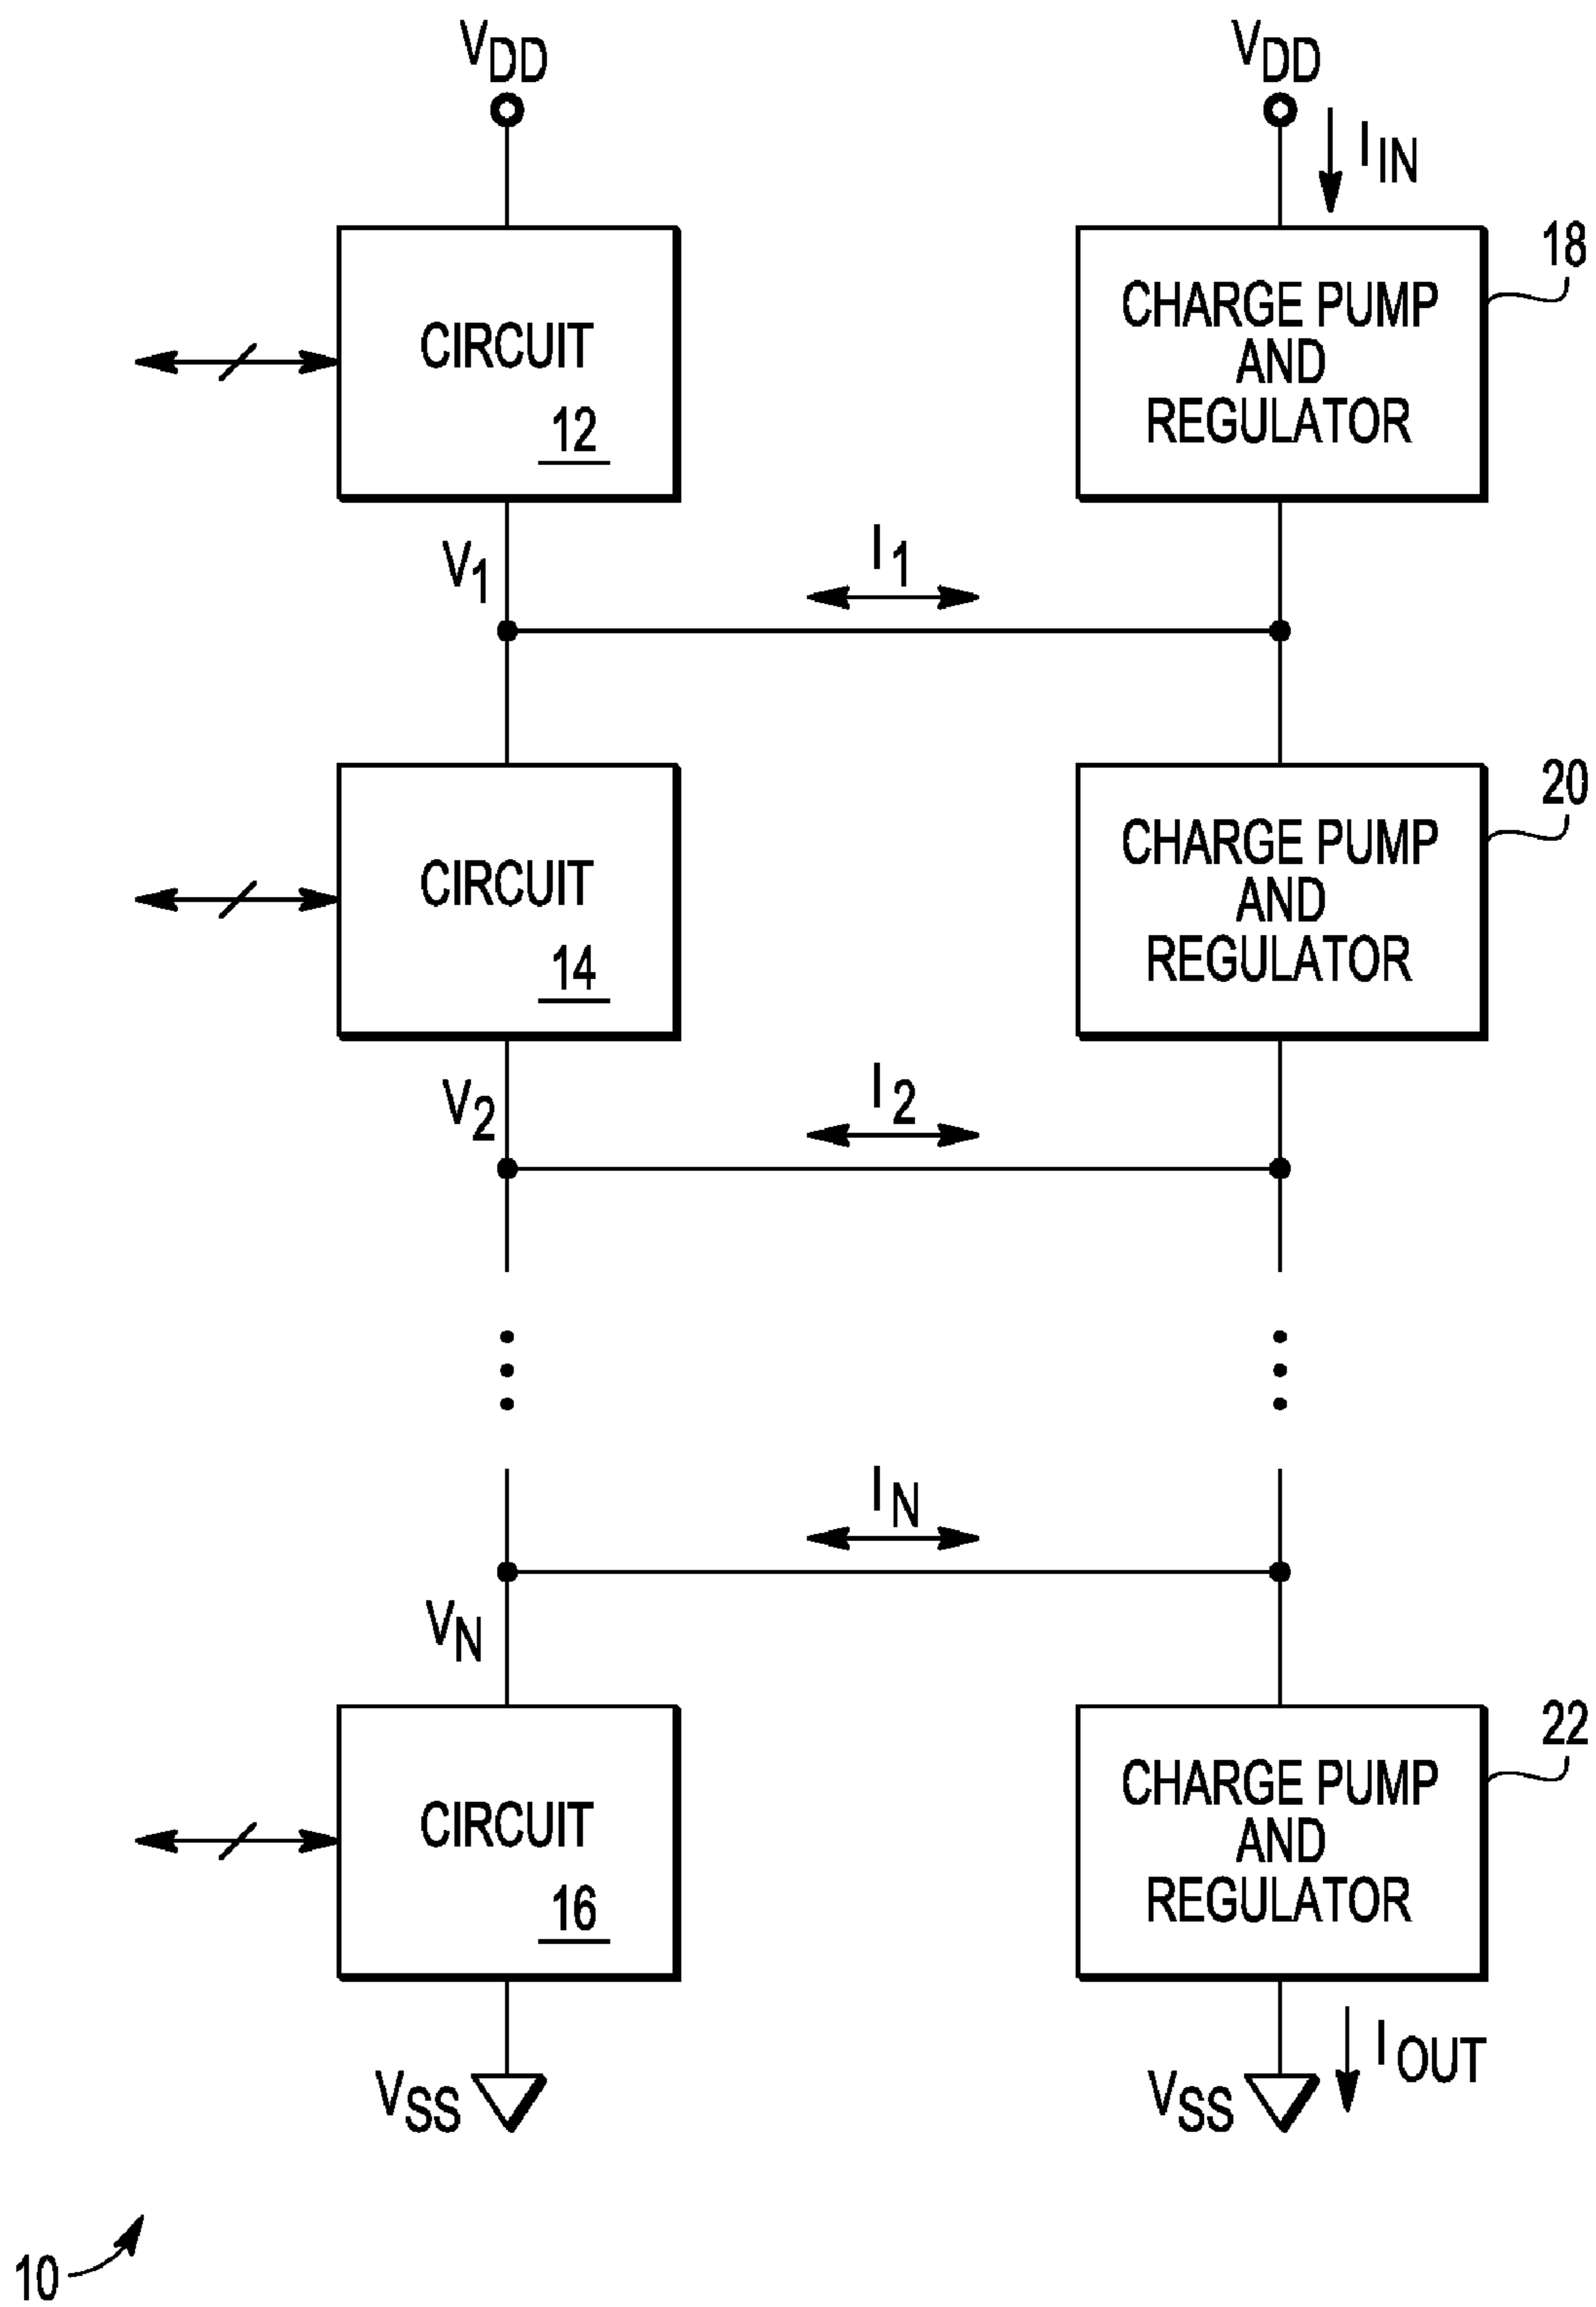 VDD
VDD
IIN
CIRCUIT
12
CHARGE PUMP
AND
REGULATOR
18
V1
I1
CIRCUIT
14
CHARGE PUMP
AND
REGULATOR
20
V2
I2
IN
VN
CIRCUIT
16
CHARGE PUMP
AND
REGULATOR
22
VSS
VSS
IOUT
10